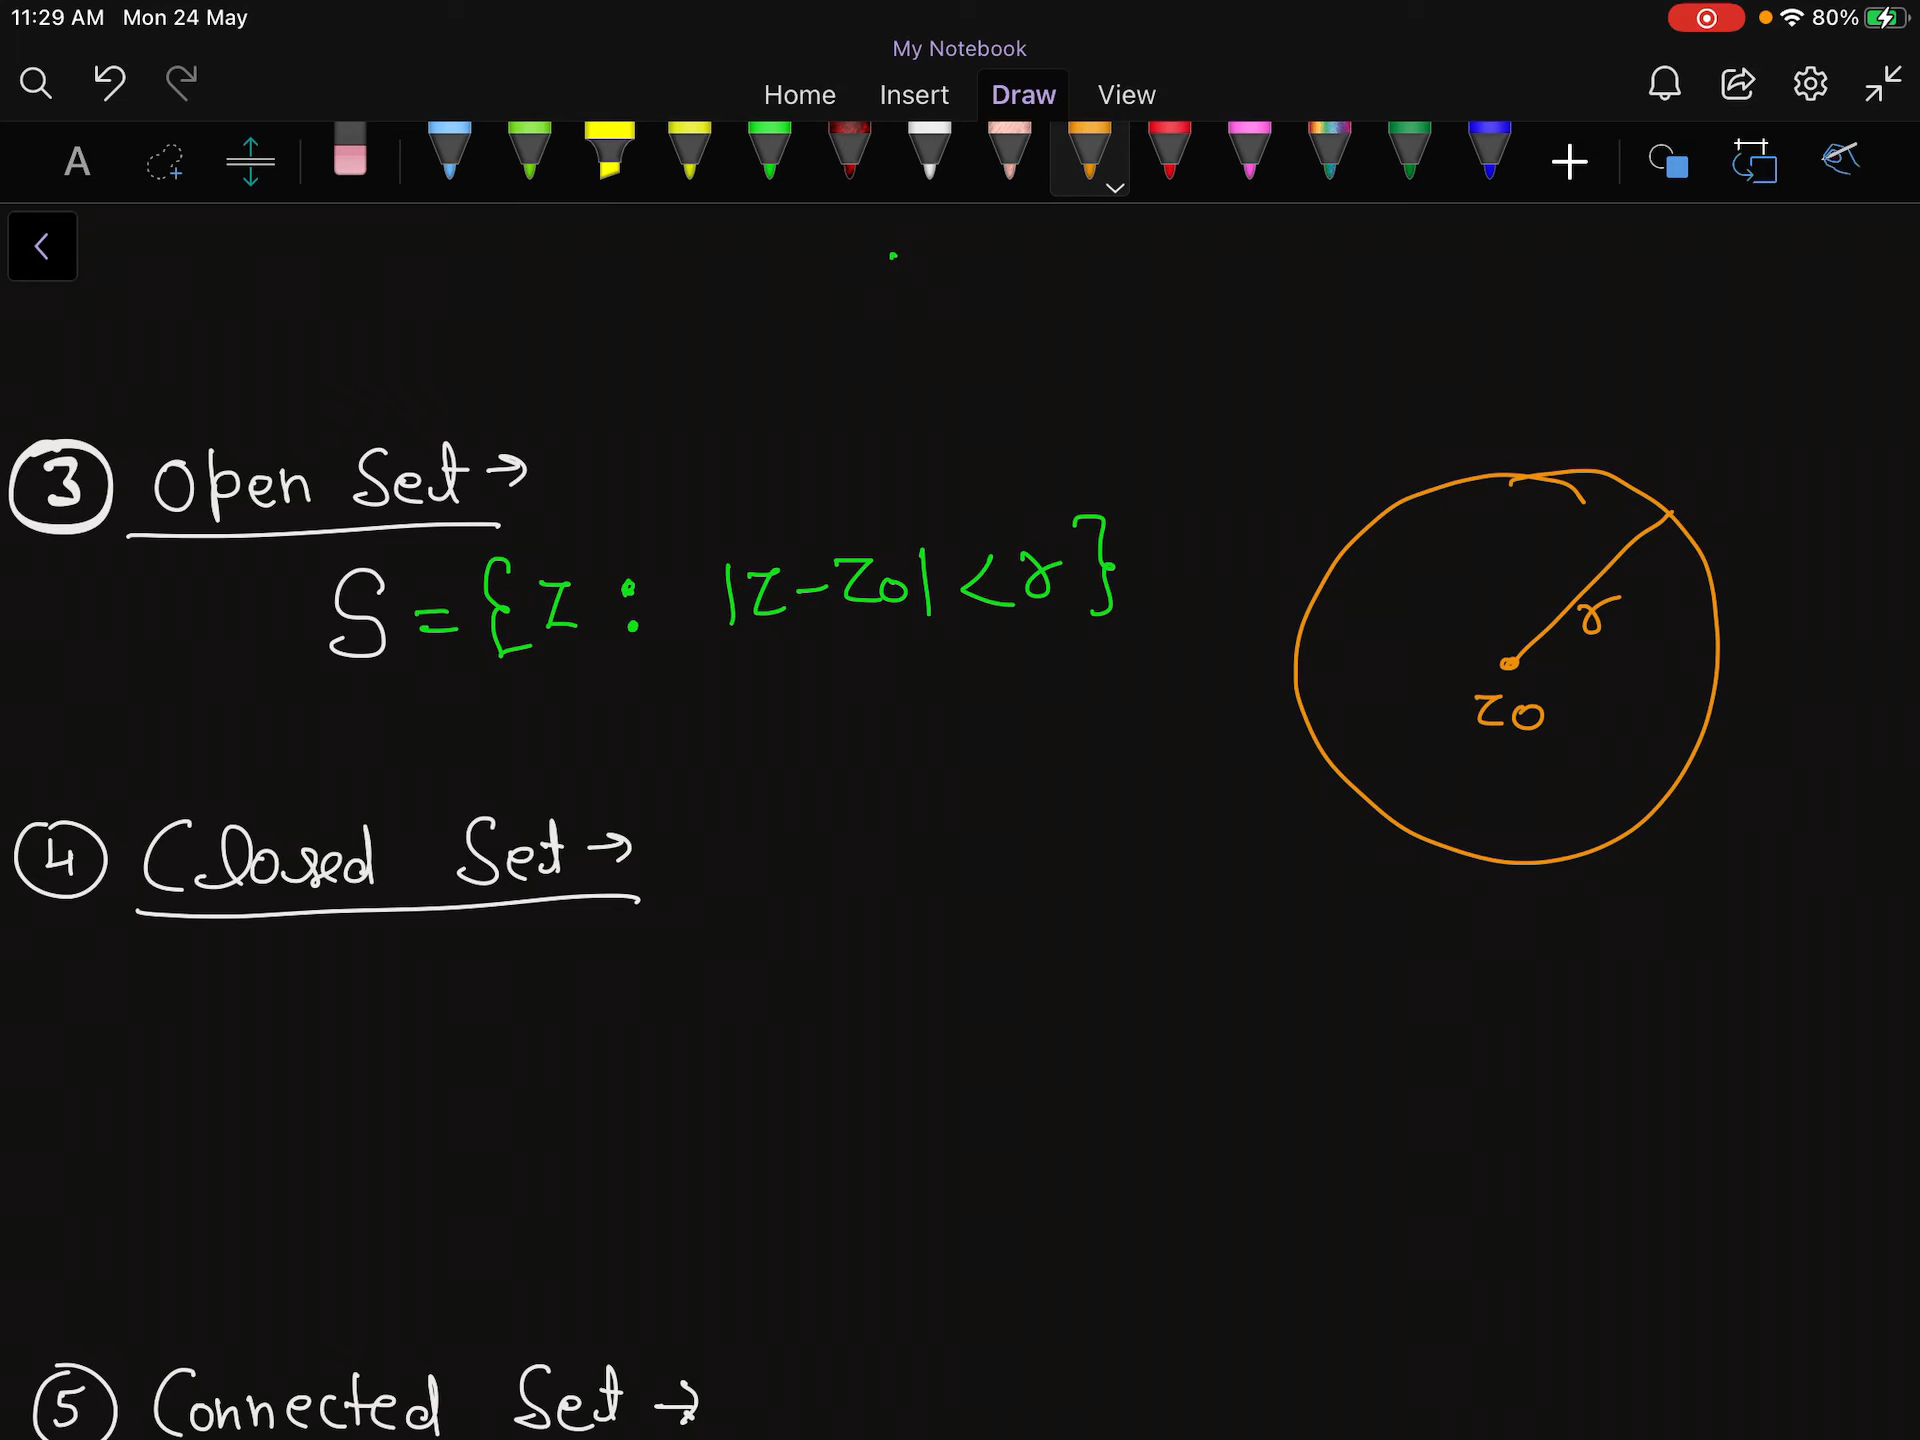 11:29 AM Mon 24 May
80%
My Notebook
Home Insert Draw View
A
3 Open Set →
S = {z : |z - z0| < r}
r
z0
4 Closed Set →
5 Connected Set →